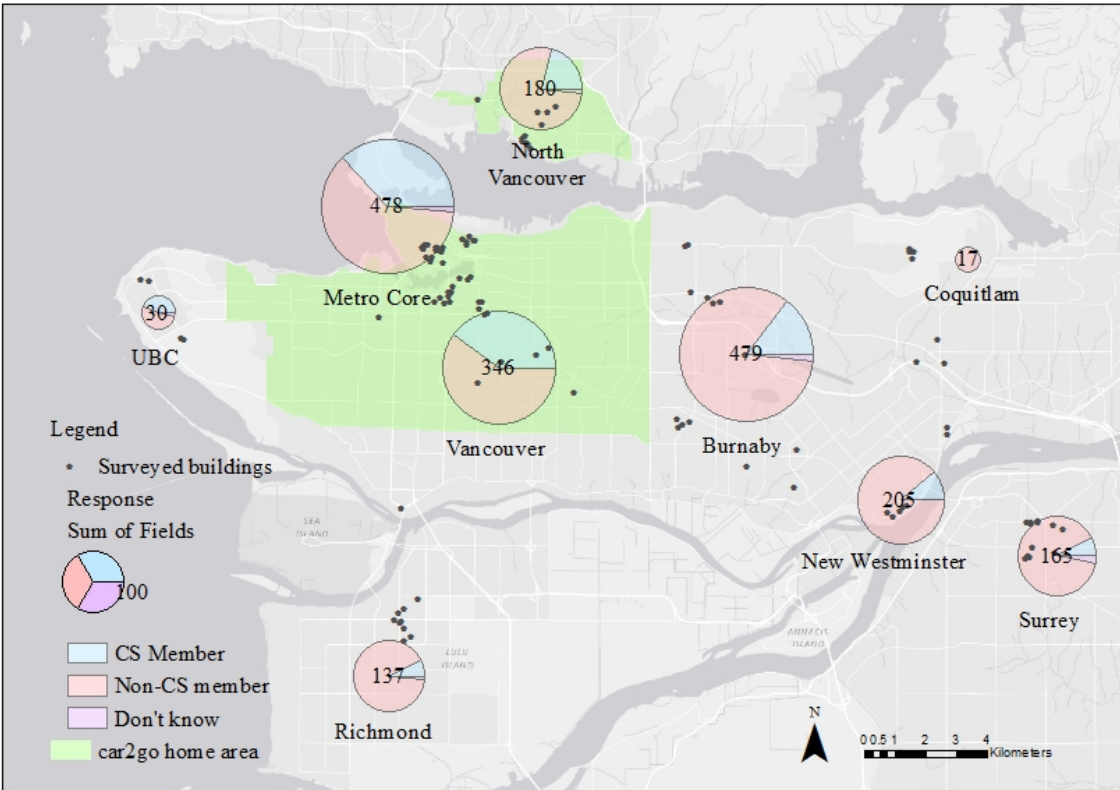 180
North
Vancouver
478
Metro Core
17
Coquitlam
30
UBC
346
Vancouver
479
Burnaby
205
New Westminster
165
Surrey
137
Richmond
SEA
ISLAND
LULU
ISLAND
ANNACIS
ISLAND
Legend
Surveyed buildings
Response
Sum of Fields
100
CS Member
Non-CS member
Don't know
car2go home area
N
0 0.5 1 2 3 4
Kilometers